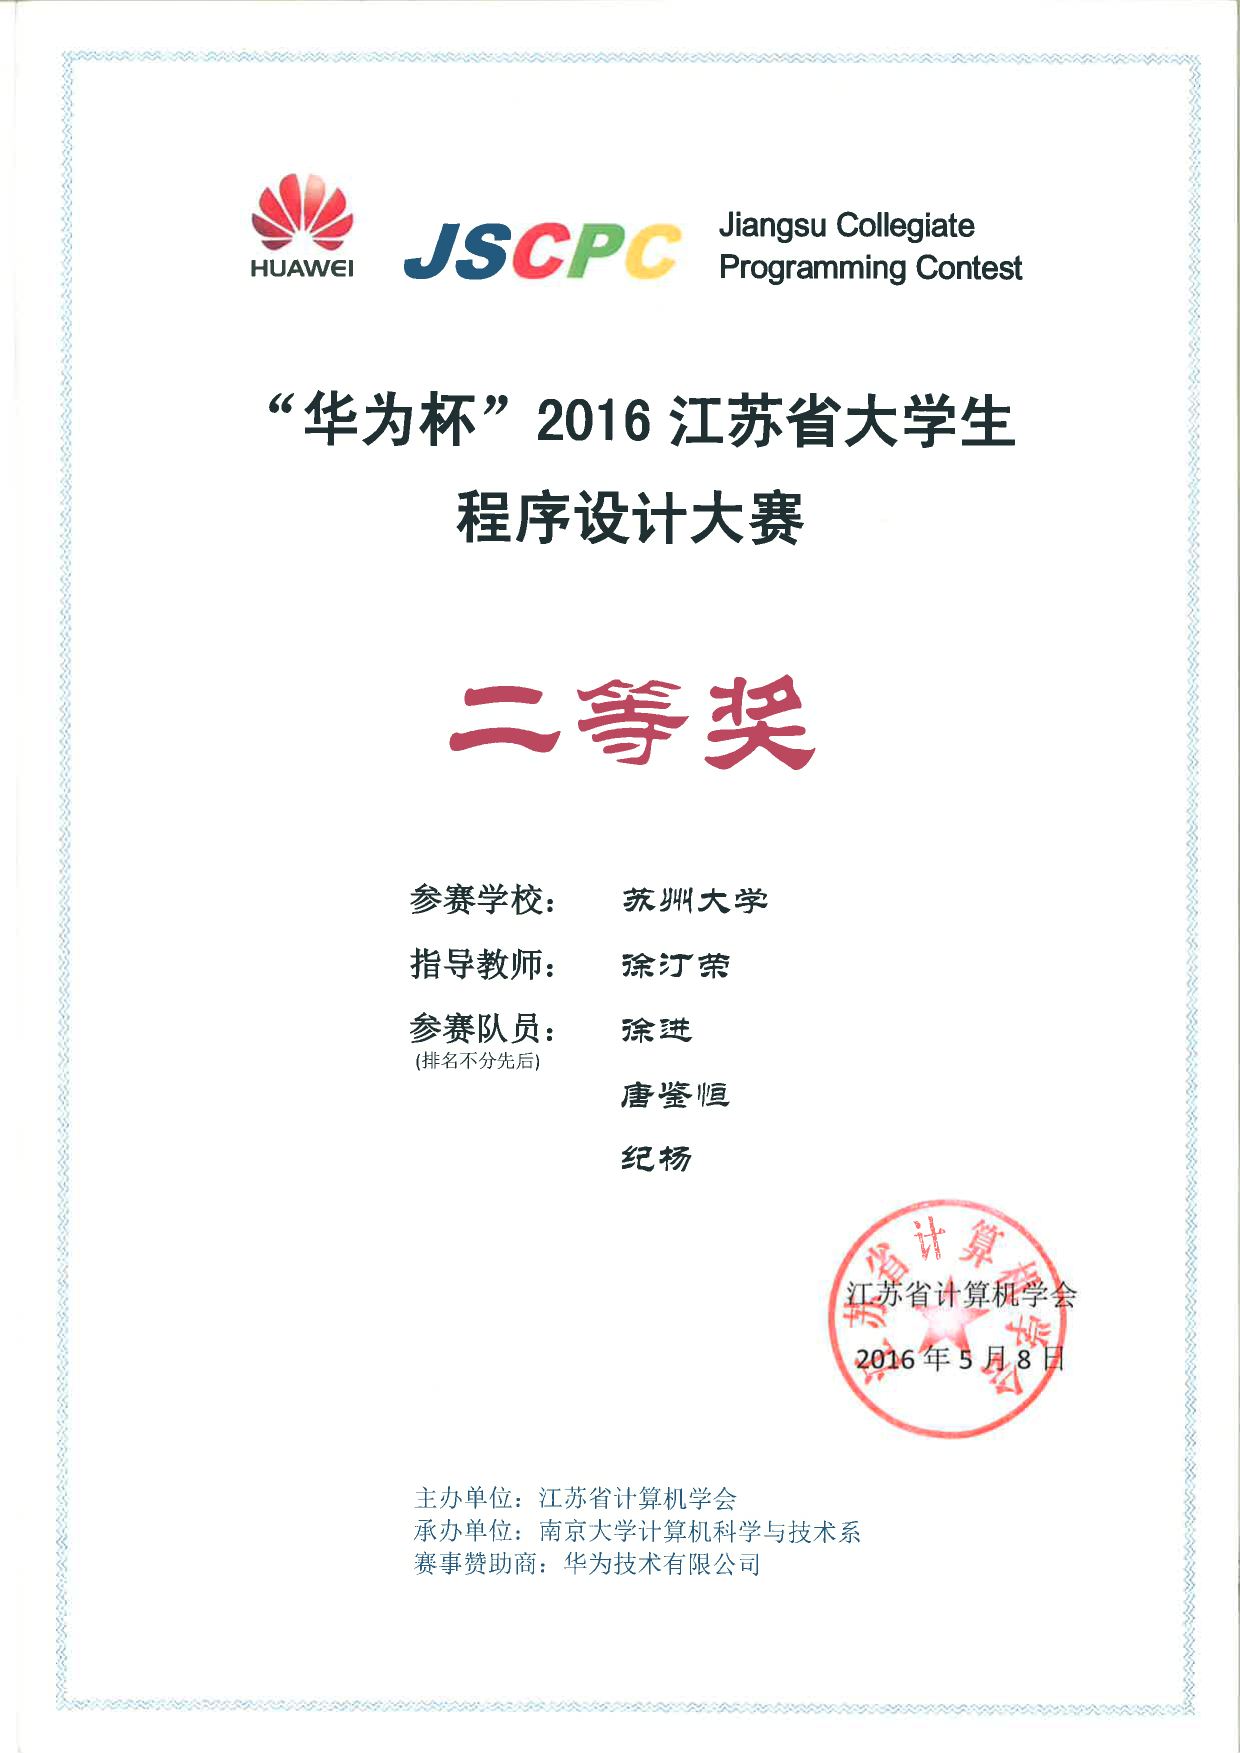 HUAWEI
JSCPC
Jiangsu Collegiate
Programming Contest
“华为杯”2016 江苏省大学生
程序设计大赛
二等奖
参赛学校： 苏州大学
指导教师： 徐汀荣
参赛队员： 徐进
(排名不分先后)
唐鉴恒
纪杨
江苏省计算机学会
江苏省计算机学会
2016 年 5 月 8 日
主办单位：江苏省计算机学会
承办单位：南京大学计算机科学与技术系
赛事赞助商：华为技术有限公司